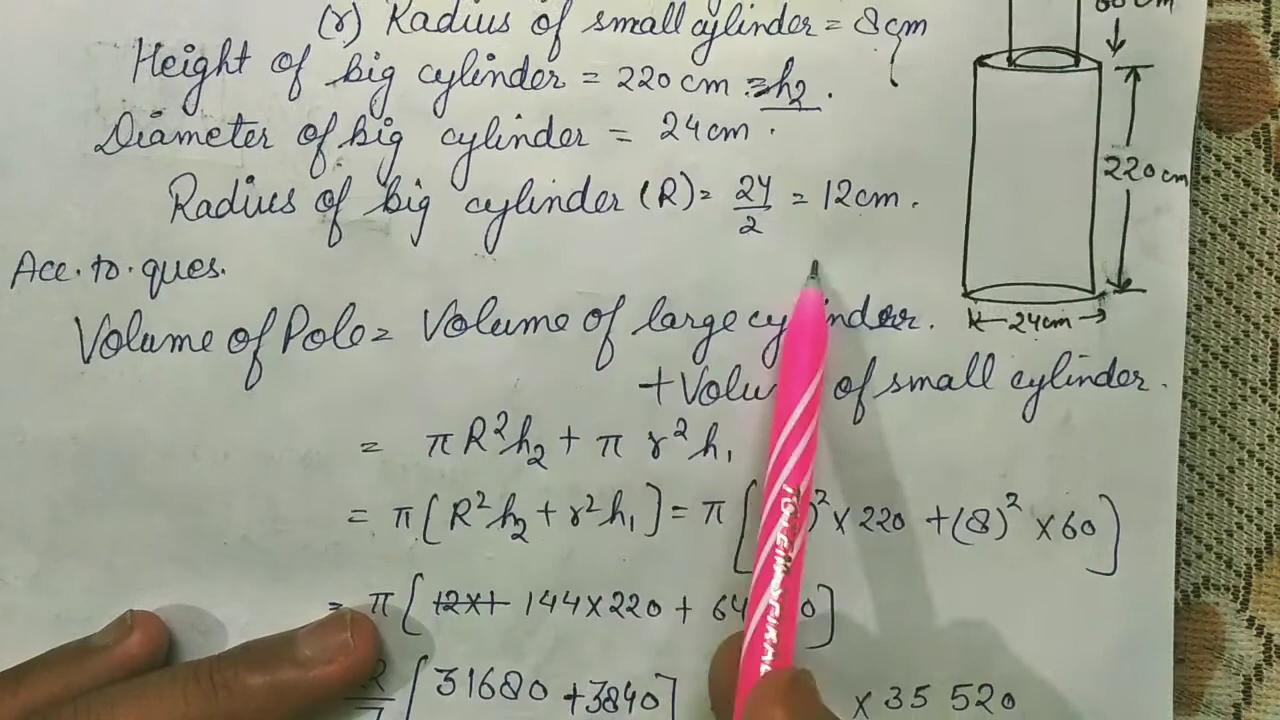 (r) Radius of small cylinder = 8cm
Height of big cylinder = 220 cm = h₂.
Diameter of big cylinder = 24cm.
Radius of big cylinder (R) = 24/2 = 12cm.
220cm
24cm
Acc. to. ques.
Volume of Pole = Volume of large cylinder.
+ Volu of small cylinder.
= πR²h₂ + π r²h₁
= π[R²h₂ + r²h₁] = π [ )² × 220 + (8)² × 60]
= π [ 144×220 + 64 0]
[31680 + 3840] × 35 520